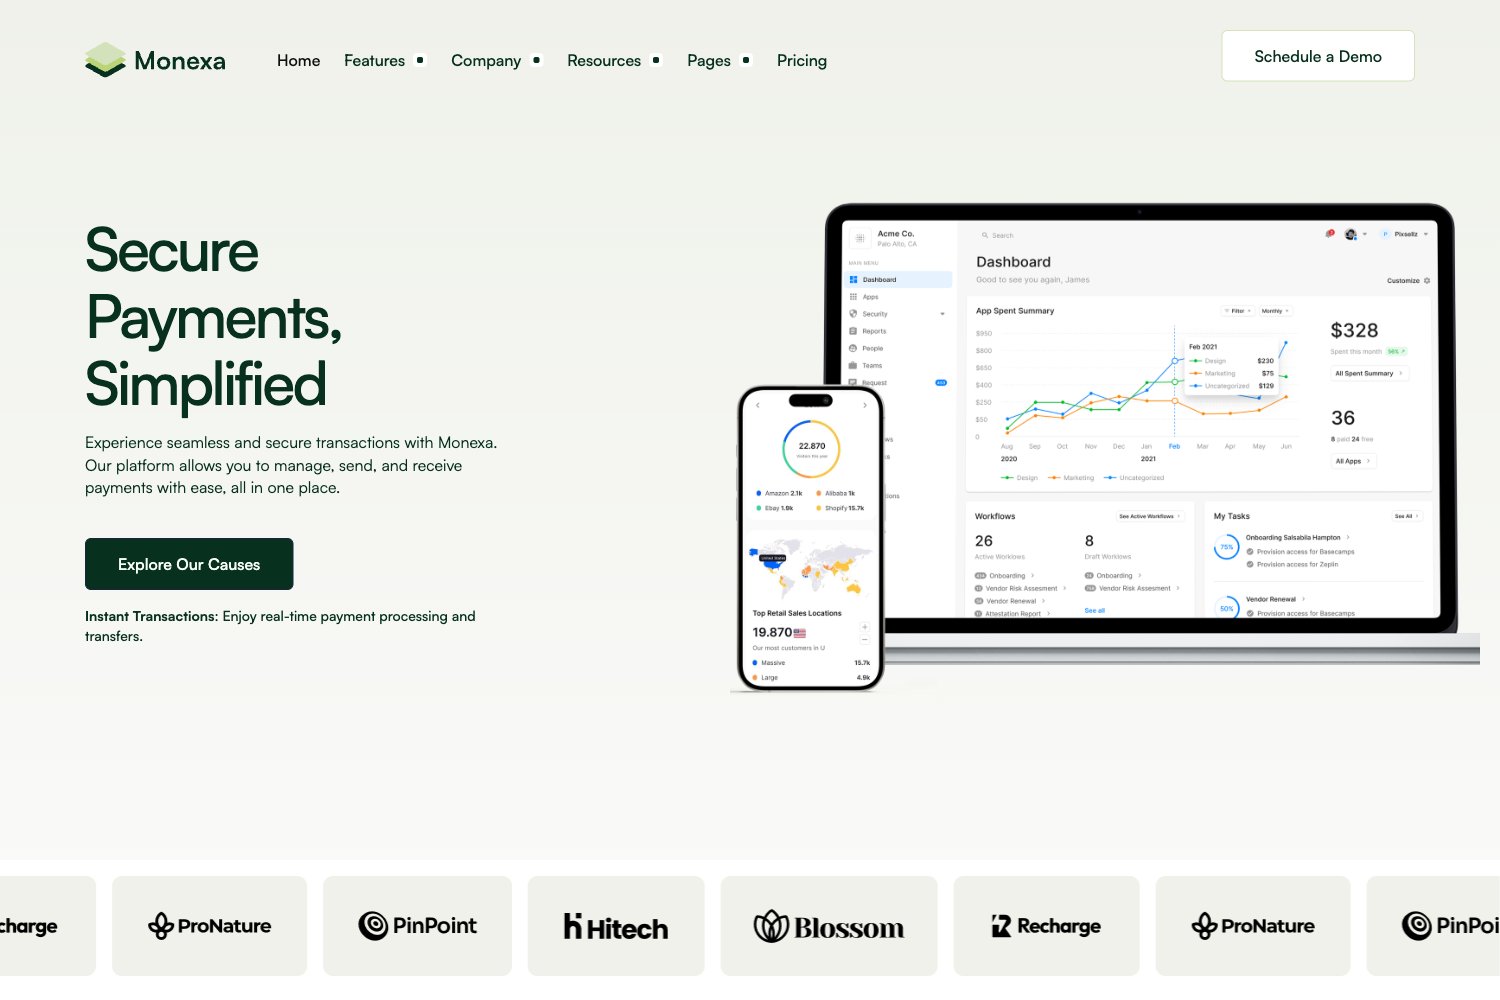 Monexa
Home
Features
Company
Resources
Pages
Pricing
Schedule a Demo
Secure
Payments,
Simplified
Experience seamless and secure transactions with Monexa.
Our platform allows you to manage, send, and receive
payments with ease, all in one place.
Explore Our Causes
Instant Transactions: Enjoy real-time payment processing and
transfers.
Acme Co.
Palo Alto, CA
MAIN MENU
Dashboard
Apps
Security
Reports
People
Teams
Request
ws
s
ions
Search
Pixsellz
Dashboard
Good to see you again, James
Customize
App Spent Summary
Filter
Monthly
$950
$800
$650
$400
$250
$50
0
Feb 2021
Design $230
Marketing $75
Uncategorized $129
Aug Sep Oct Nov Dec Jan Feb Mar Apr May Jun
2020 2021
Design Marketing Uncategorized
$328
Spent this month 56%
All Spent Summary
36
8 paid 24 free
All Apps
Workflows
See Active Workflows
26
Active Worklows
Onboarding
Vendor Risk Assesment
Vendor Renewal
Attestation Report
8
Draft Worklows
Onboarding
Vendor Risk Assesment
See all
My Tasks
See All
75%
Onboarding Salsabila Hampton
Provision access for Basecamps
Provision access for Zeplin
50%
Vendor Renewal
Provision access for Basecamps
22.870
Visitors this year
Amazon 2.1k
Alibaba 1k
Ebay 1.9k
Shopify 15.7k
United States
Top Retail Sales Locations
19.870
Our most customers in U
Massive 15.7k
Large 4.9k
charge
ProNature
PinPoint
Hitech
Blossom
Recharge
ProNature
PinPoi